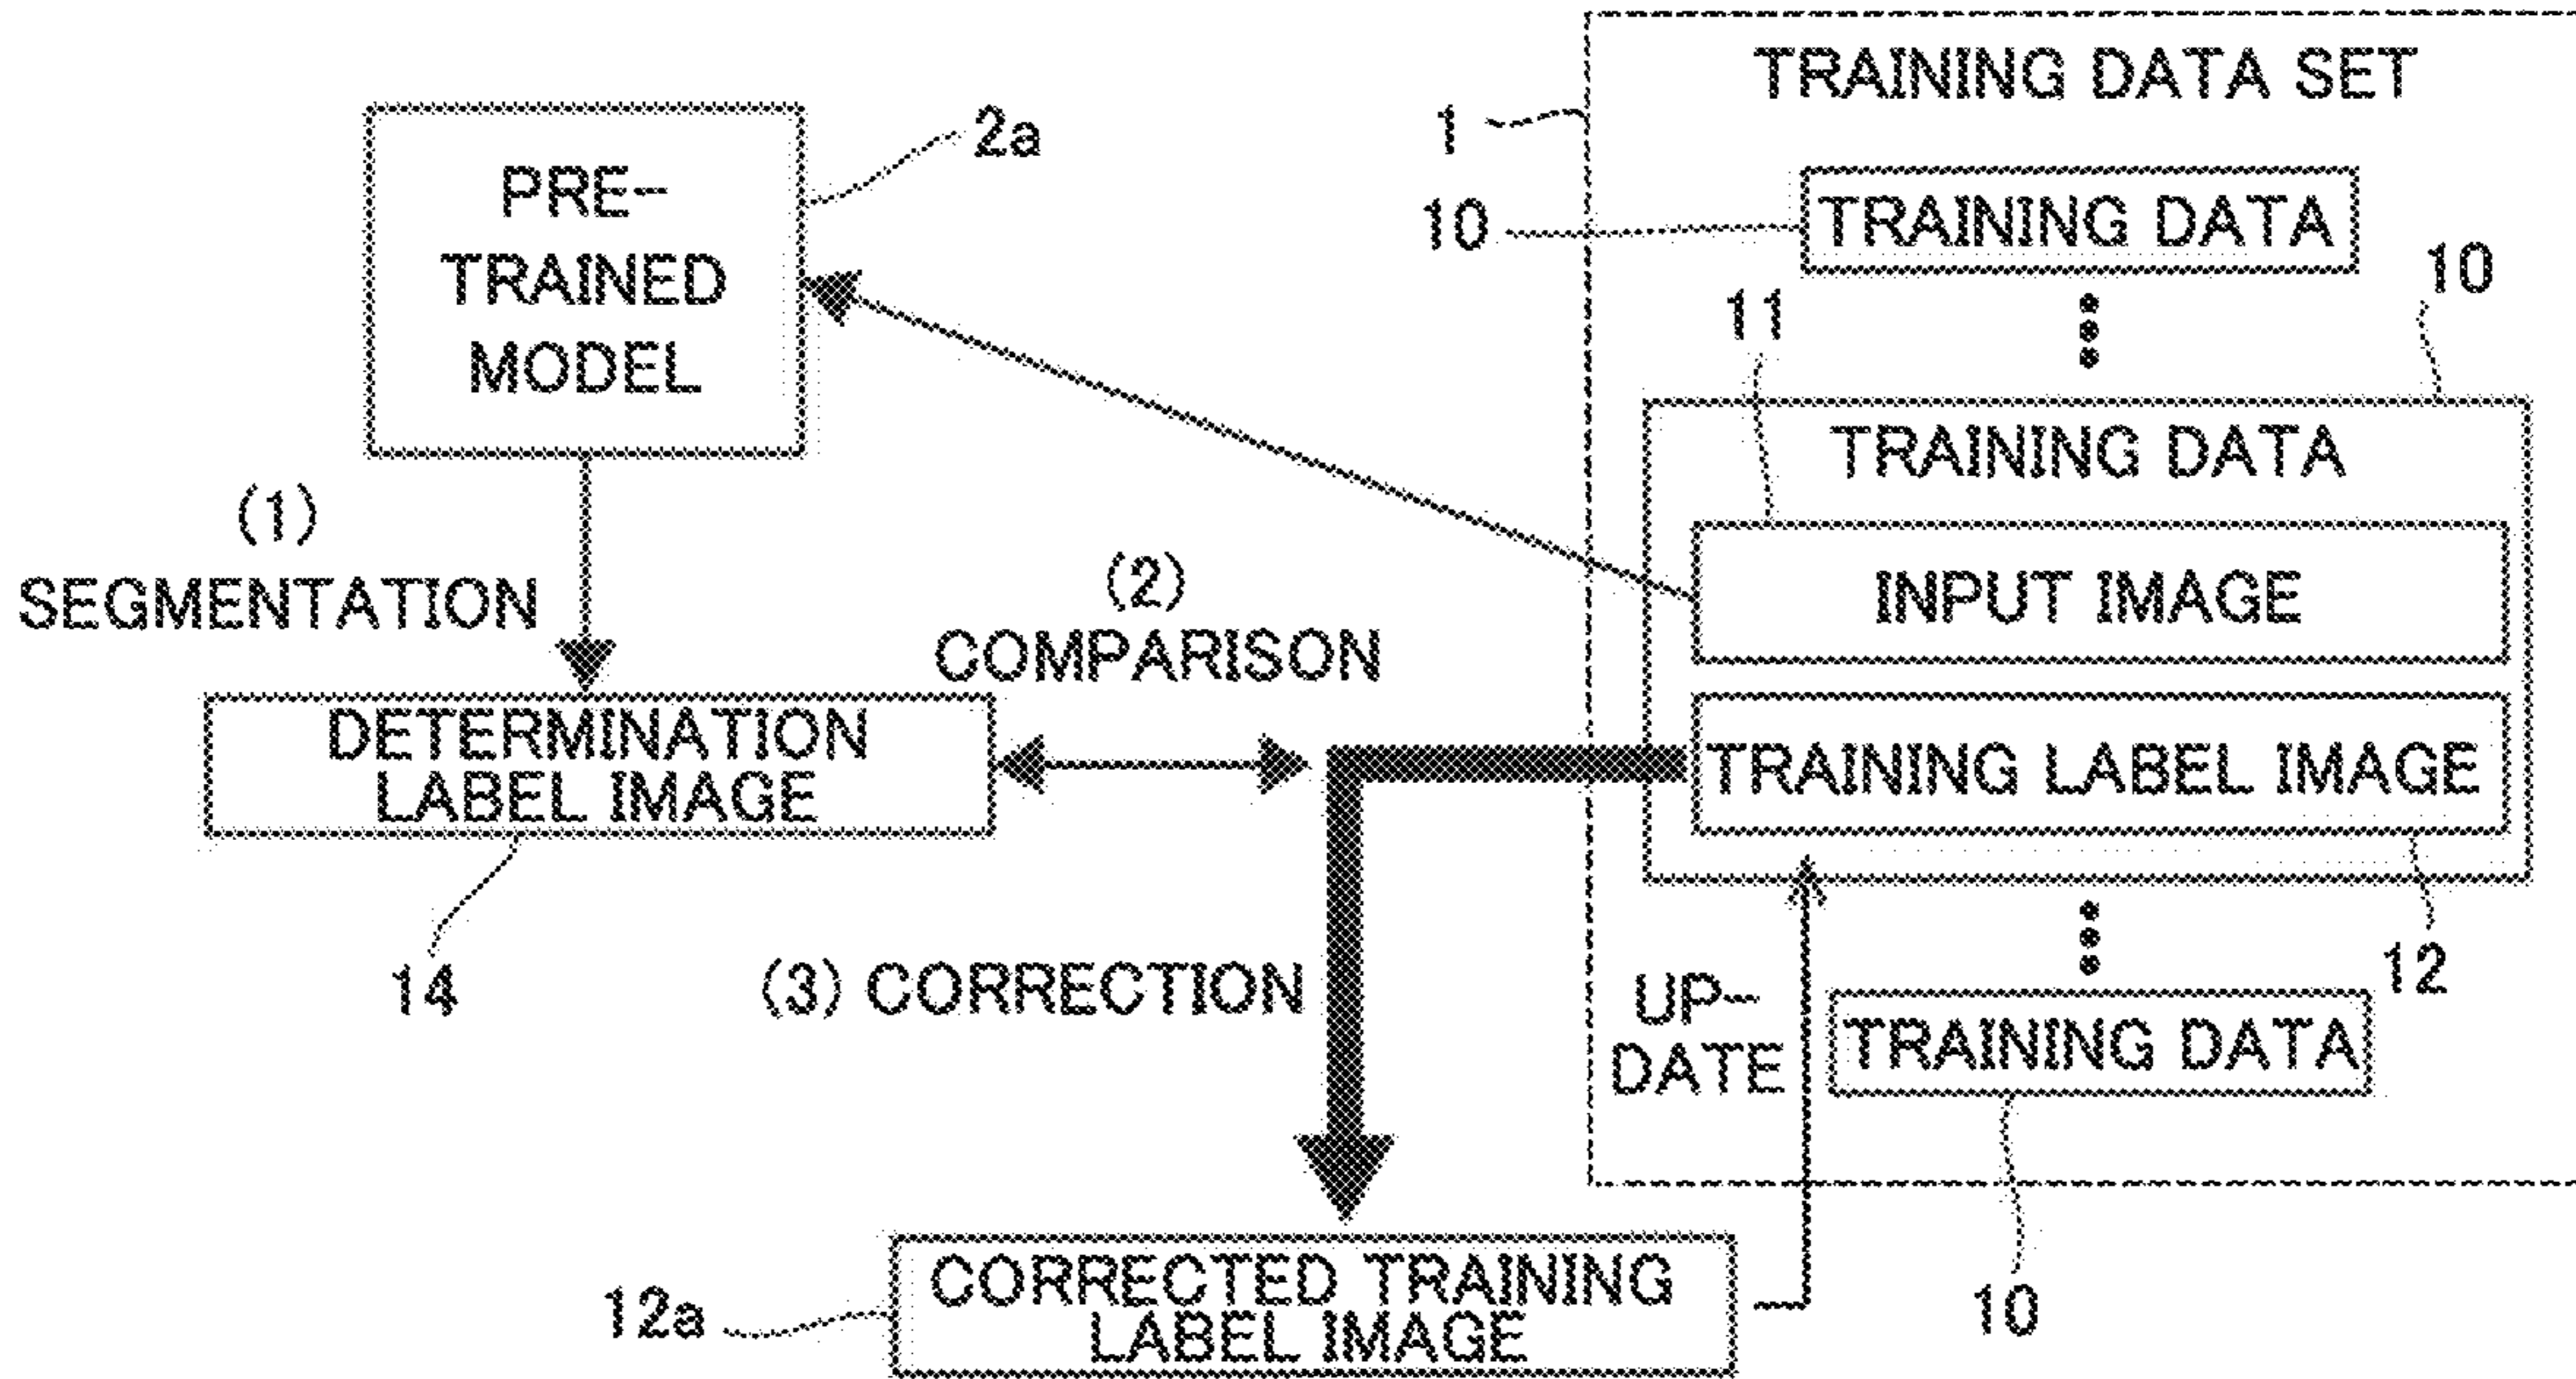 TRAINING DATA SET
1
2a
PRE-
TRAINED
MODEL
10
TRAINING DATA
10
11
TRAINING DATA
(1)
SEGMENTATION
INPUT IMAGE
(2)
COMPARISON
DETERMINATION
LABEL IMAGE
TRAINING LABEL IMAGE
14
12
(3) CORRECTION
UP-
DATE
TRAINING DATA
10
12a
CORRECTED TRAINING
LABEL IMAGE